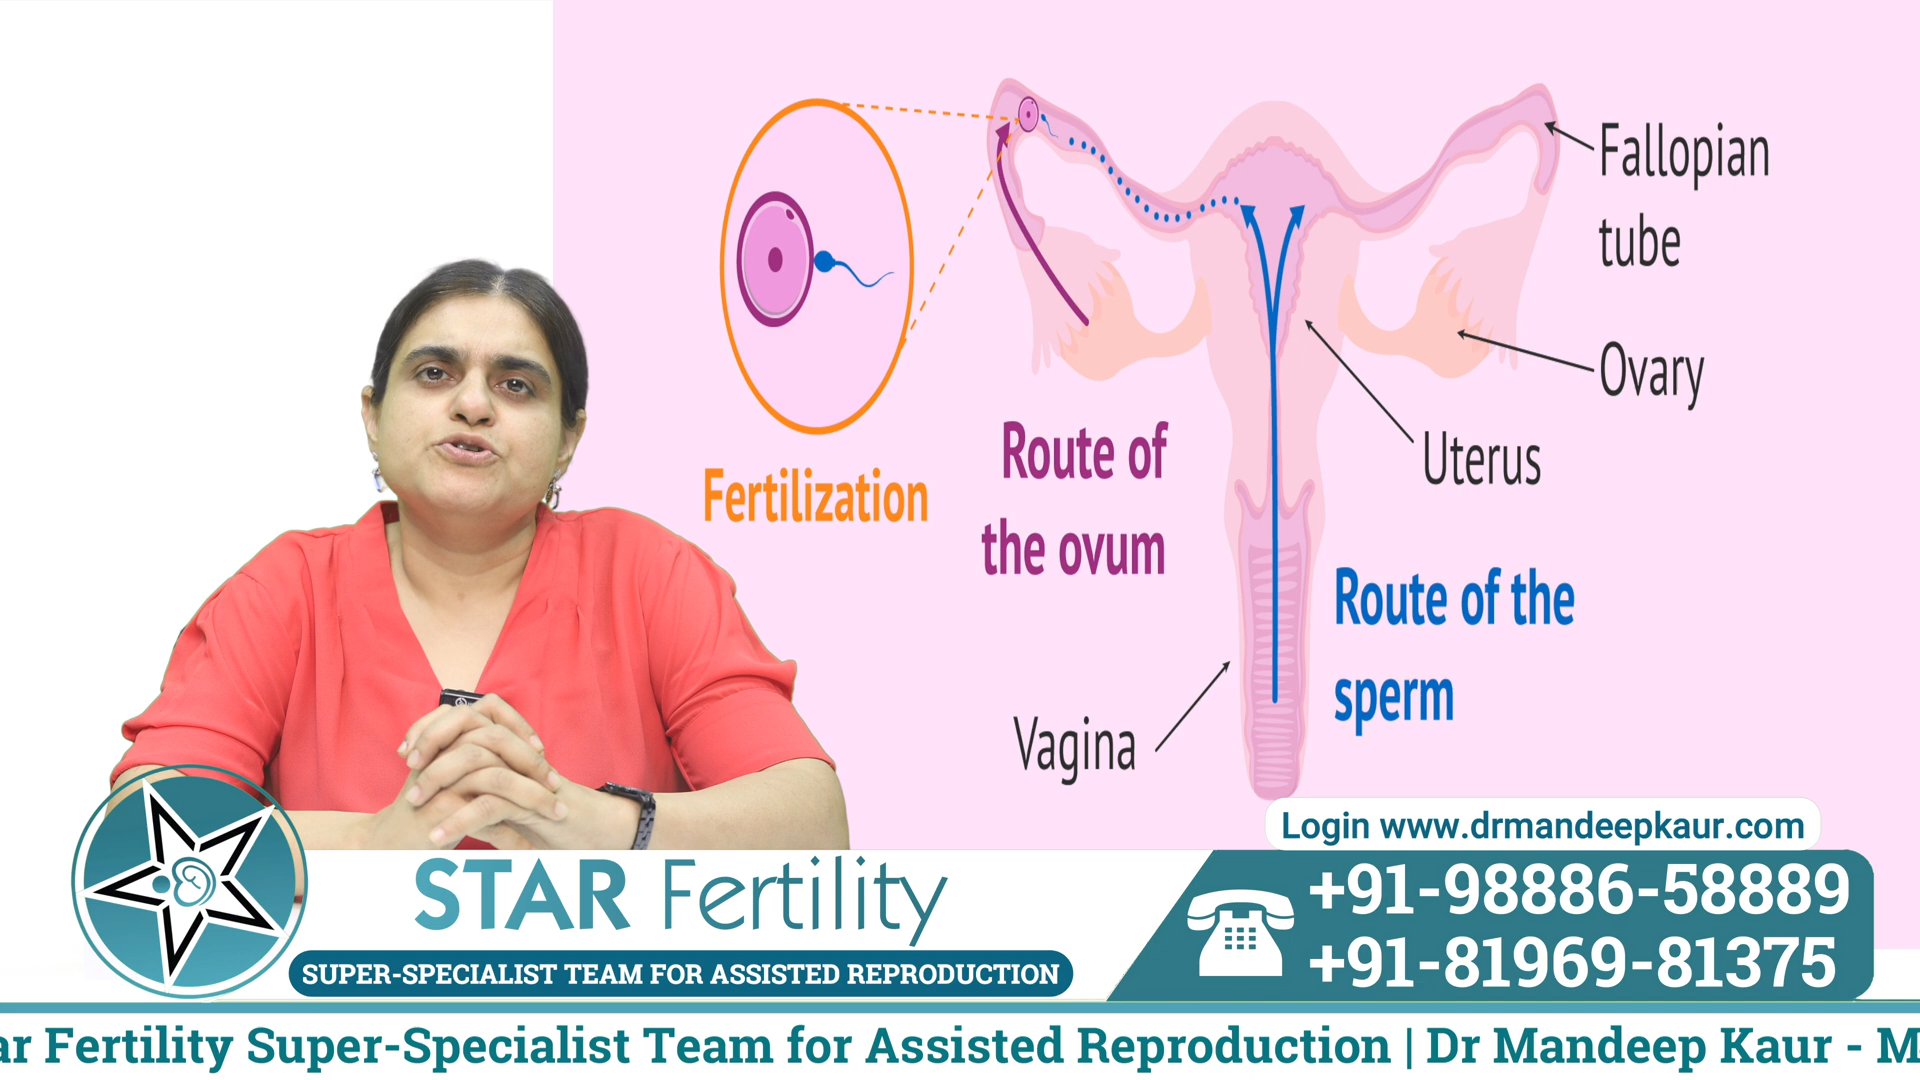 Fallopian
tube
Ovary
Uterus
Fertilization
Route of
the ovum
Route of the
sperm
Vagina
Login www.drmandeepkaur.com
STAR Fertility
SUPER-SPECIALIST TEAM FOR ASSISTED REPRODUCTION
+91-98886-58889
+91-81969-81375
ar Fertility Super-Specialist Team for Assisted Reproduction | Dr Mandeep Kaur - M